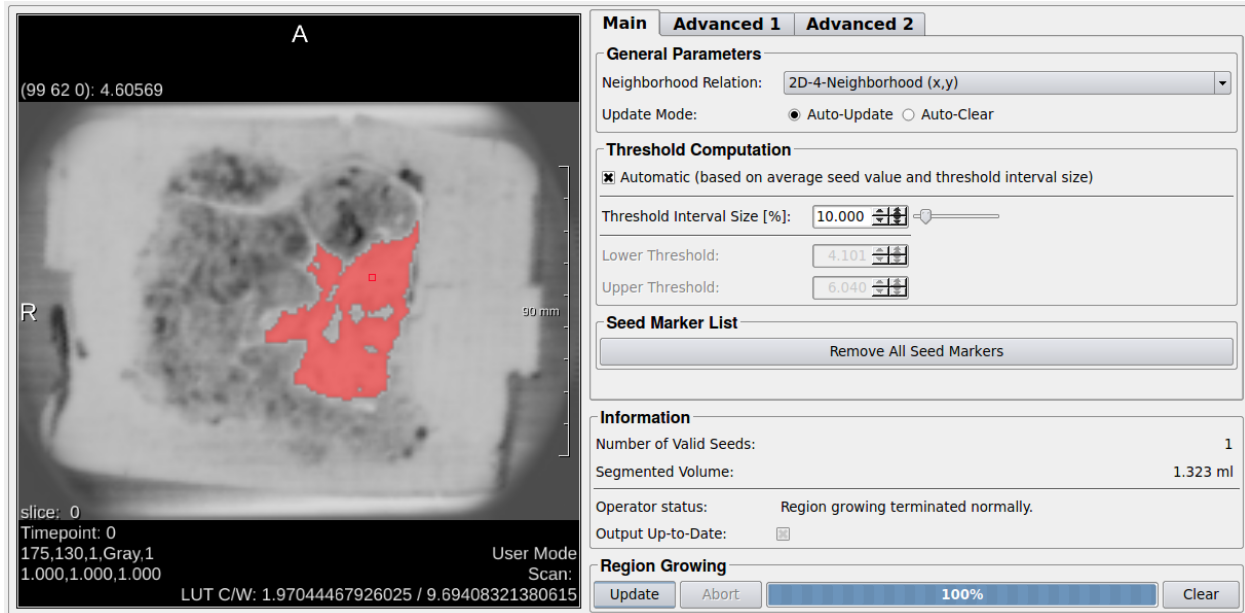 A
(99 62 0): 4.60569
R
90 mm
slice: 0
Timepoint: 0
175,130,1,Gray,1
1.000,1.000,1.000
User Mode
Scan:
LUT C/W: 1.97044467926025 / 9.69408321380615
Main Advanced 1 Advanced 2
General Parameters
Neighborhood Relation: 2D-4-Neighborhood (x,y)
Update Mode: Auto-Update Auto-Clear
Threshold Computation
Automatic (based on average seed value and threshold interval size)
Threshold Interval Size [%]: 10.000
Lower Threshold: 4.101
Upper Threshold: 6.040
Seed Marker List
Remove All Seed Markers
Information
Number of Valid Seeds: 1
Segmented Volume: 1.323 ml
Operator status: Region growing terminated normally.
Output Up-to-Date:
Region Growing
Update Abort 100% Clear